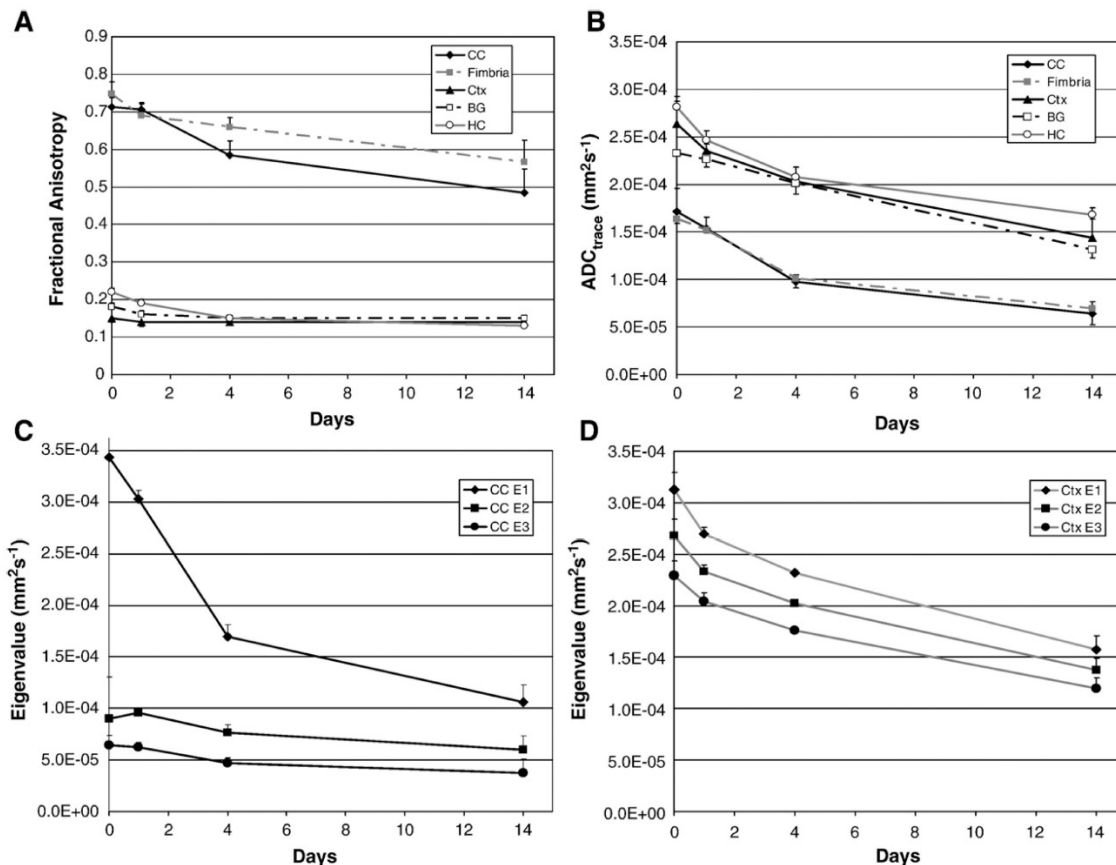 A
0.9
0.8
0.7
0.6
0.5
0.4
0.3
0.2
0.1
0
Fractional Anisotropy
CC
Fimbria
Ctx
BG
HC
0 2 4 6 8 10 12 14
Days
B
3.5E-04
3.0E-04
2.5E-04
2.0E-04
1.5E-04
1.0E-04
5.0E-05
0.0E+00
ADCtrace (mm²s⁻¹)
CC
Fimbria
Ctx
BG
HC
0 2 4 6 8 10 12 14
Days
C
3.5E-04
3.0E-04
2.5E-04
2.0E-04
1.5E-04
1.0E-04
5.0E-05
0.0E+00
Eigenvalue (mm²s⁻¹)
CC E1
CC E2
CC E3
0 2 4 6 8 10 12 14
Days
D
3.5E-04
3.0E-04
2.5E-04
2.0E-04
1.5E-04
1.0E-04
5.0E-05
0.0E+00
Eigenvalue (mm²s⁻¹)
Ctx E1
Ctx E2
Ctx E3
0 2 4 6 8 10 12 14
Days